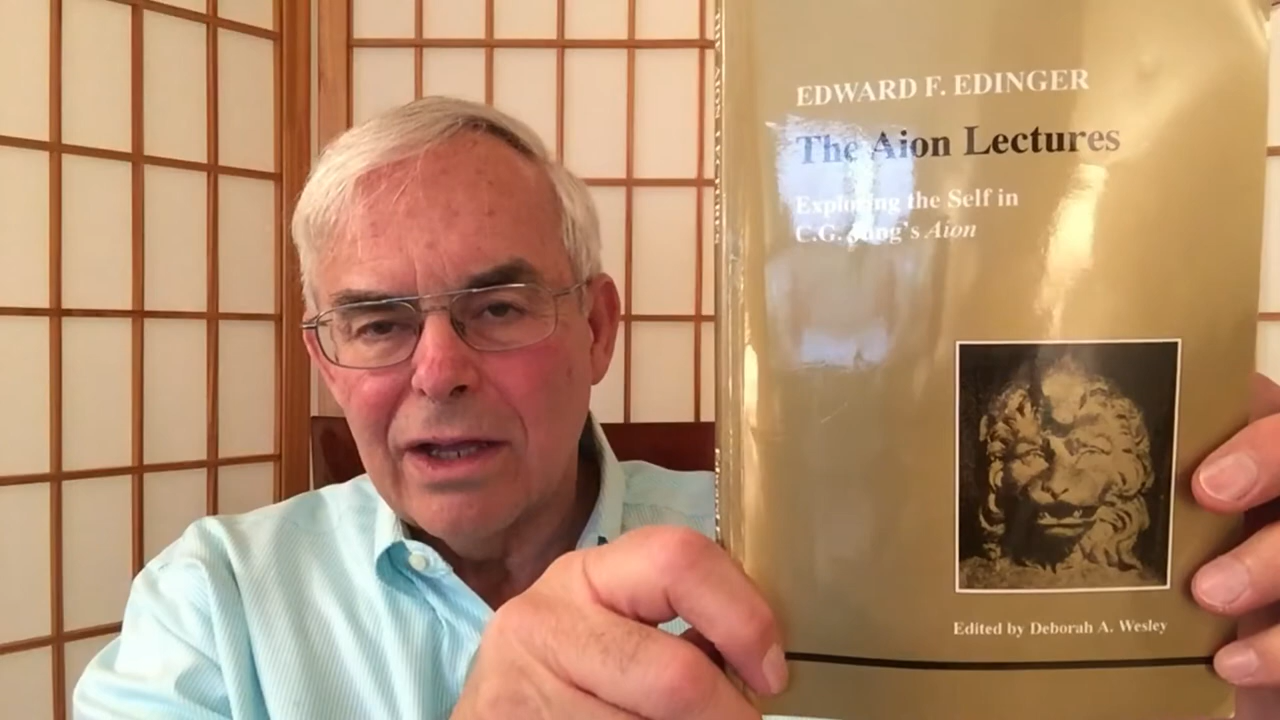 EDWARD F. EDINGER
The Aion Lectures
Exploring the Self in
C.G. Jung's Aion
Edited by Deborah A. Wesley